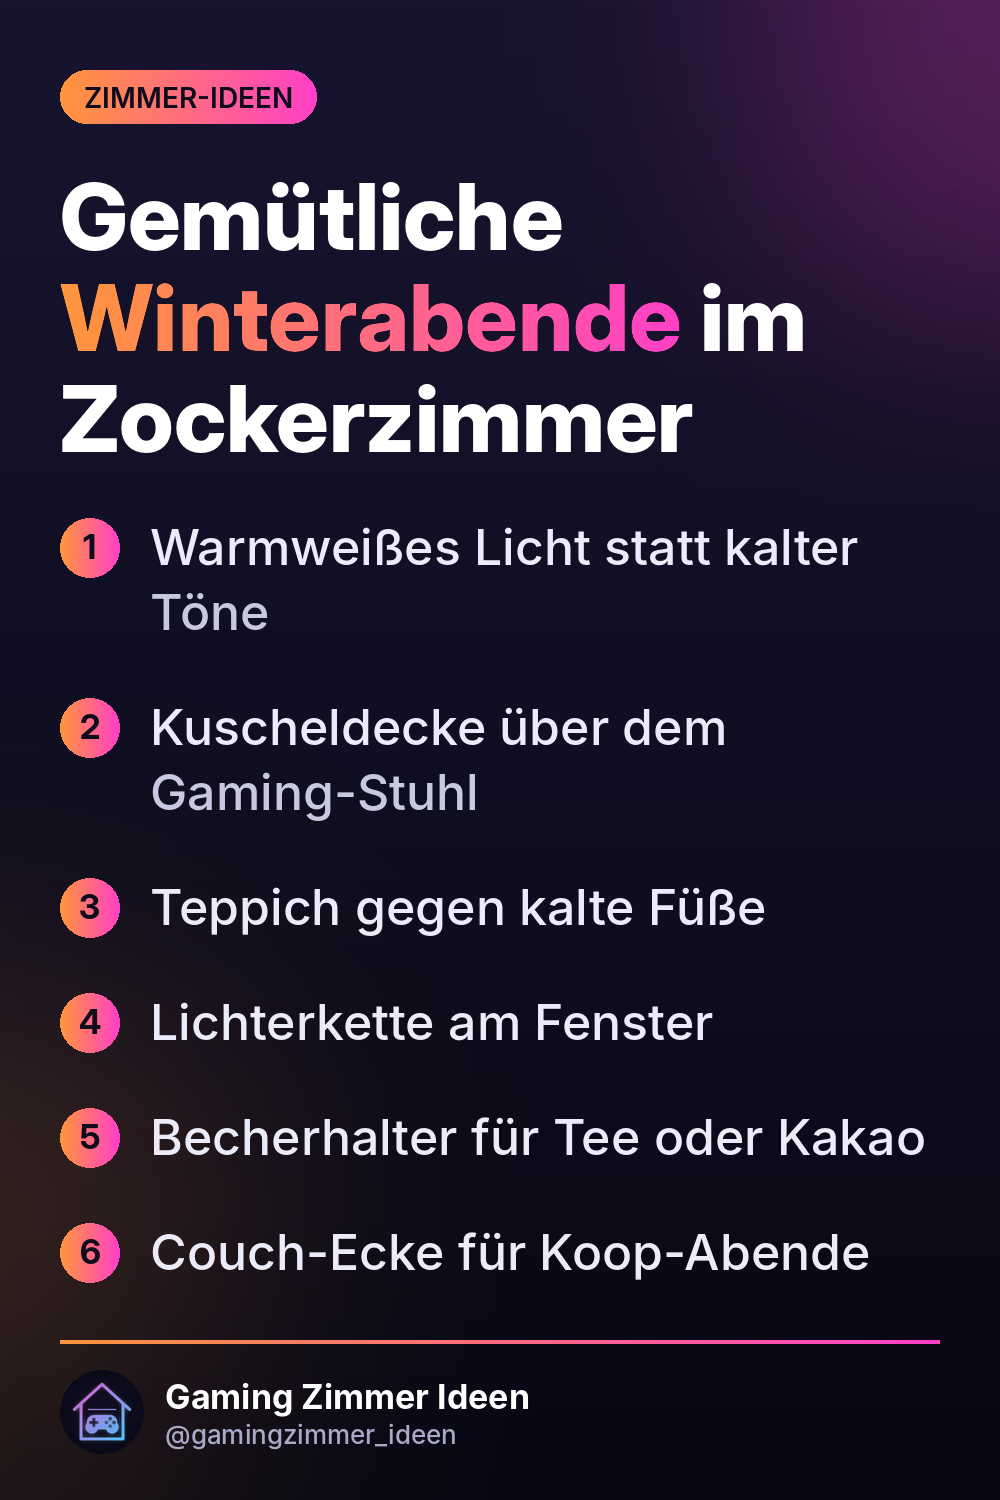 ZIMMER-IDEEN
Gemütliche
Winterabende im
Zockerzimmer
1 Warmweißes Licht statt kalter
Töne
2 Kuscheldecke über dem
Gaming-Stuhl
3 Teppich gegen kalte Füße
4 Lichterkette am Fenster
5 Becherhalter für Tee oder Kakao
6 Couch-Ecke für Koop-Abende
Gaming Zimmer Ideen
@gamingzimmer_ideen